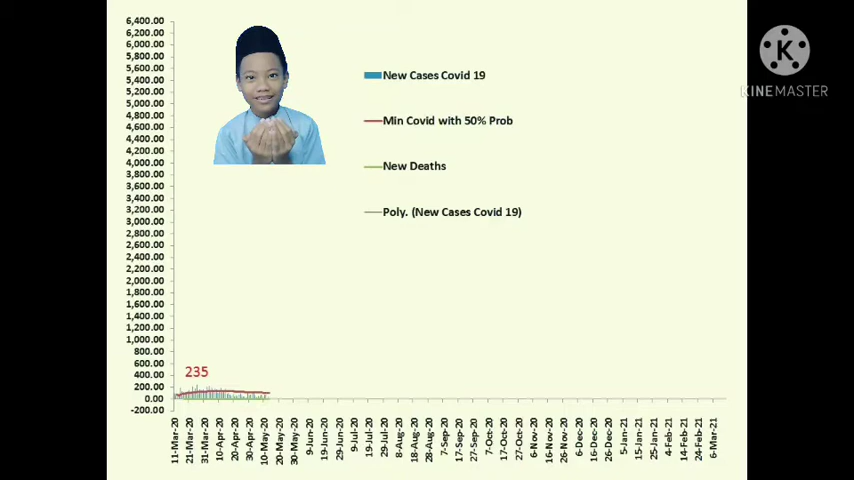 6,400.00
6,200.00
6,000.00
5,800.00
5,600.00
5,400.00
5,200.00
5,000.00
4,800.00
4,600.00
4,400.00
4,200.00
4,000.00
3,800.00
3,600.00
3,400.00
3,200.00
3,000.00
2,800.00
2,600.00
2,400.00
2,200.00
2,000.00
1,800.00
1,600.00
1,400.00
1,200.00
1,000.00
800.00
600.00
400.00
200.00
0.00
-200.00
New Cases Covid 19
Min Covid with 50% Prob
New Deaths
Poly. (New Cases Covid 19)
K
KINEMASTER
235
11-Mar-20
21-Mar-20
31-Mar-20
10-Apr-20
20-Apr-20
30-Apr-20
10-May-20
20-May-20
30-May-20
9-Jun-20
19-Jun-20
29-Jun-20
9-Jul-20
19-Jul-20
29-Jul-20
8-Aug-20
18-Aug-20
28-Aug-20
7-Sep-20
17-Sep-20
27-Sep-20
7-Oct-20
17-Oct-20
27-Oct-20
6-Nov-20
16-Nov-20
26-Nov-20
6-Dec-20
16-Dec-20
26-Dec-20
5-Jan-21
15-Jan-21
25-Jan-21
4-Feb-21
14-Feb-21
24-Feb-21
6-Mar-21